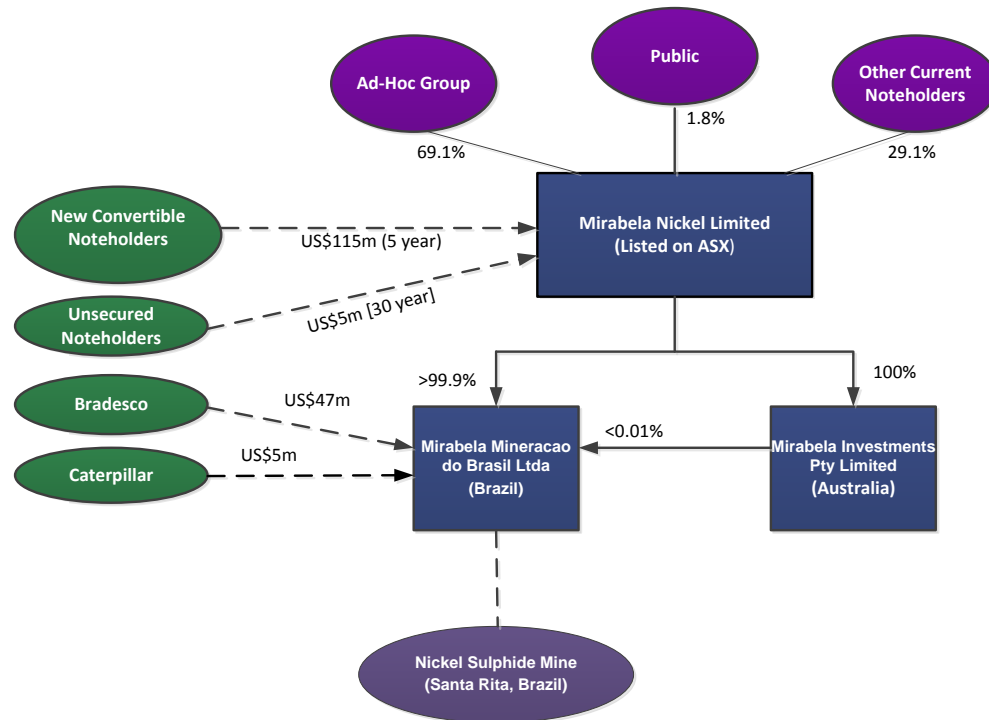 Public
Ad-Hoc Group
Other Current
Noteholders
1.8%
69.1%
29.1%
New Convertible
Noteholders
US$115m (5 year)
Mirabela Nickel Limited
(Listed on ASX)
Unsecured
Noteholders
US$5m [30 year]
>99.9%
100%
Bradesco
US$47m
Caterpillar
US$5m
Mirabela Mineracao
do Brasil Ltda
(Brazil)
<0.01%
Mirabela Investments
Pty Limited
(Australia)
Nickel Sulphide Mine
(Santa Rita, Brazil)